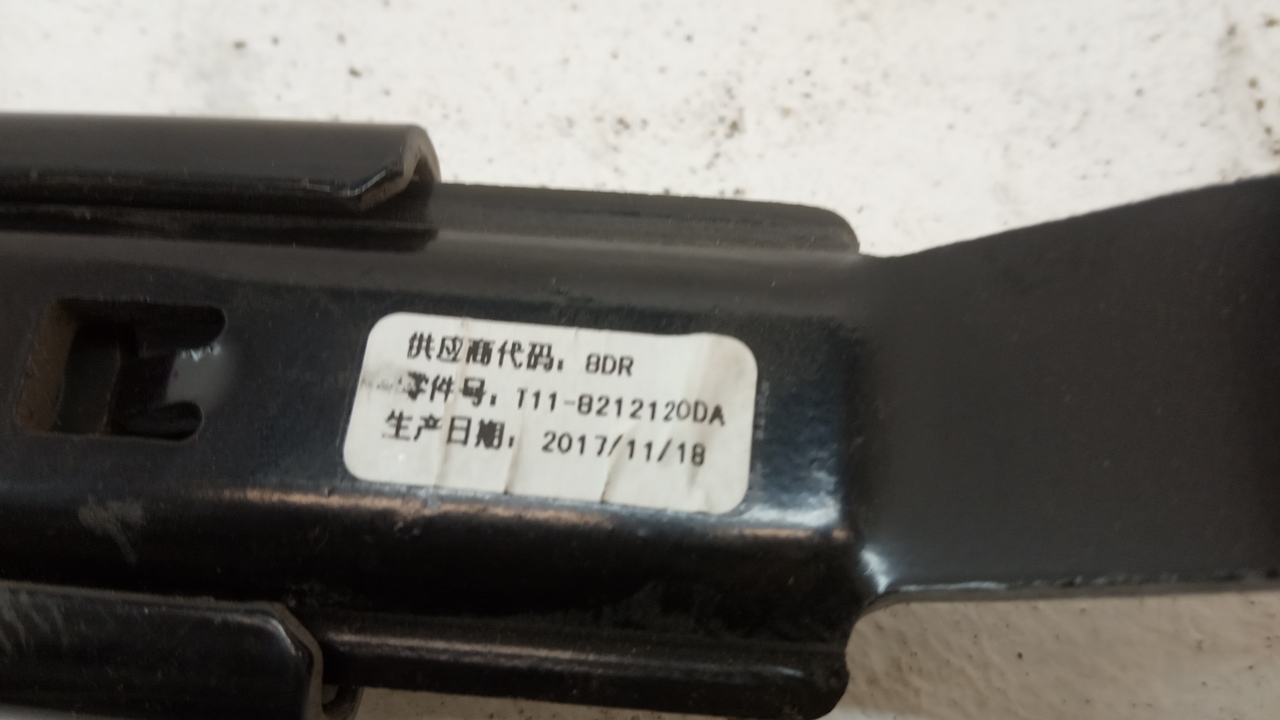 供应商代码: 8DR
零件号: T11-8212120DA
生产日期: 2017/11/18